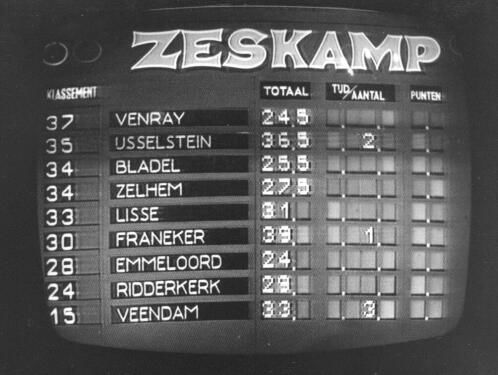 ZESKAMP
KLASSEMENT TOTAAL TIJD/AANTAL PUNTEN
37 VENRAY 24.5
35 IJSSELSTEIN 36.5 2
34 BLADEL 25.5
34 ZELHEM 27.5
33 LISSE 31
30 FRANEKER 39 1
28 EMMELOORD 24
24 RIDDERKERK 29
15 VEENDAM 33 3